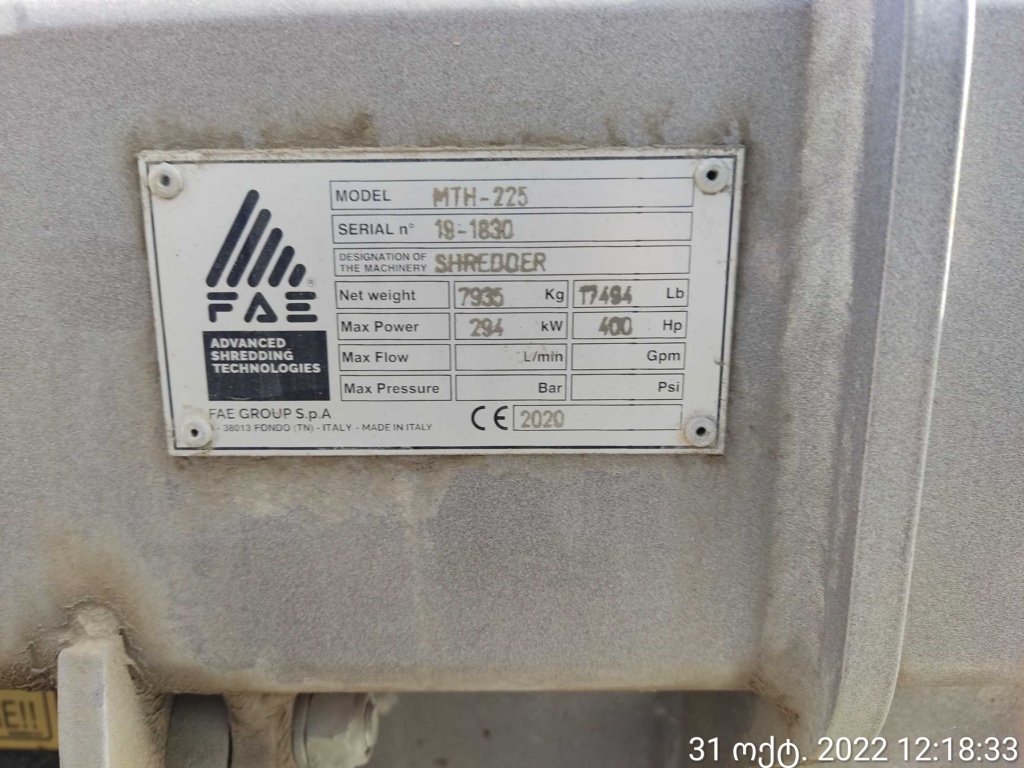 MODEL MTH-225
SERIAL n° 19-1830
DESIGNATION OF
THE MACHINERY SHREDDER
Net weight 7935 Kg 17494 Lb
Max Power 294 kW 400 Hp
Max Flow L/min Gpm
Max Pressure Bar Psi
FAE®
ADVANCED
SHREDDING
TECHNOLOGIES
FAE GROUP S.p.A
- 38013 FONDO (TN) - ITALY - MADE IN ITALY
CE 2020
E!!
31 ოქტ. 2022 12:18:33